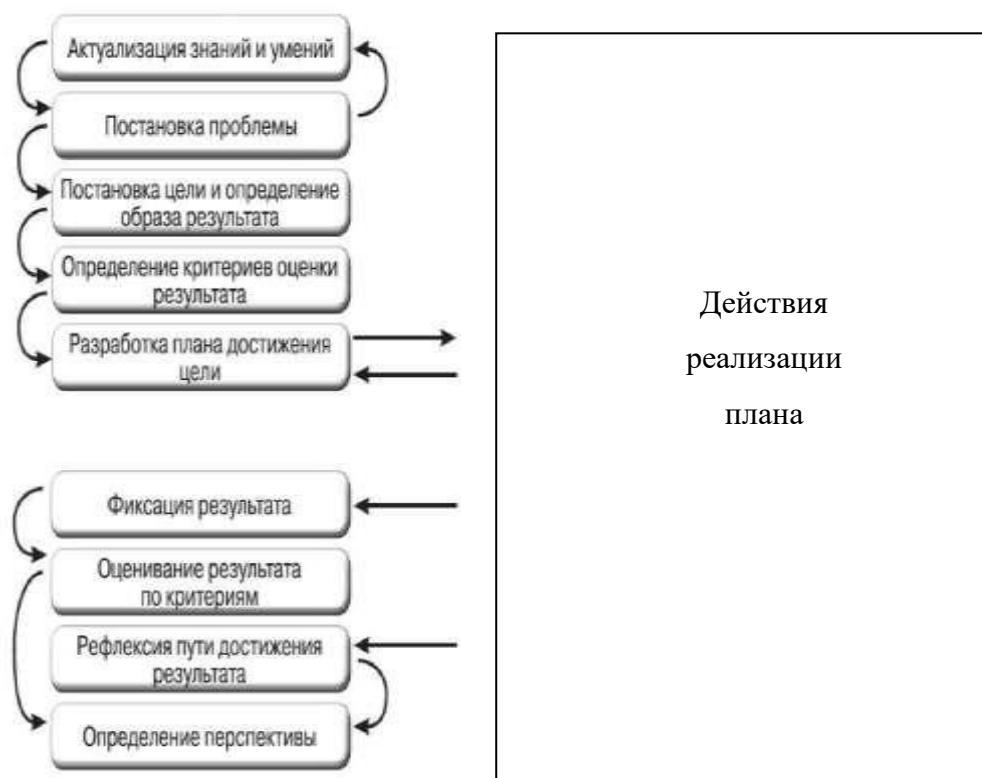 Актуализация знаний и умений
Постановка проблемы
Постановка цели и определение
образа результата
Определение критериев оценки
результата
Разработка плана достижения
цели
Фиксация результата
Оценивание результата
по критериям
Рефлексия пути достижения
результата
Определение перспективы
Действия
реализации
плана